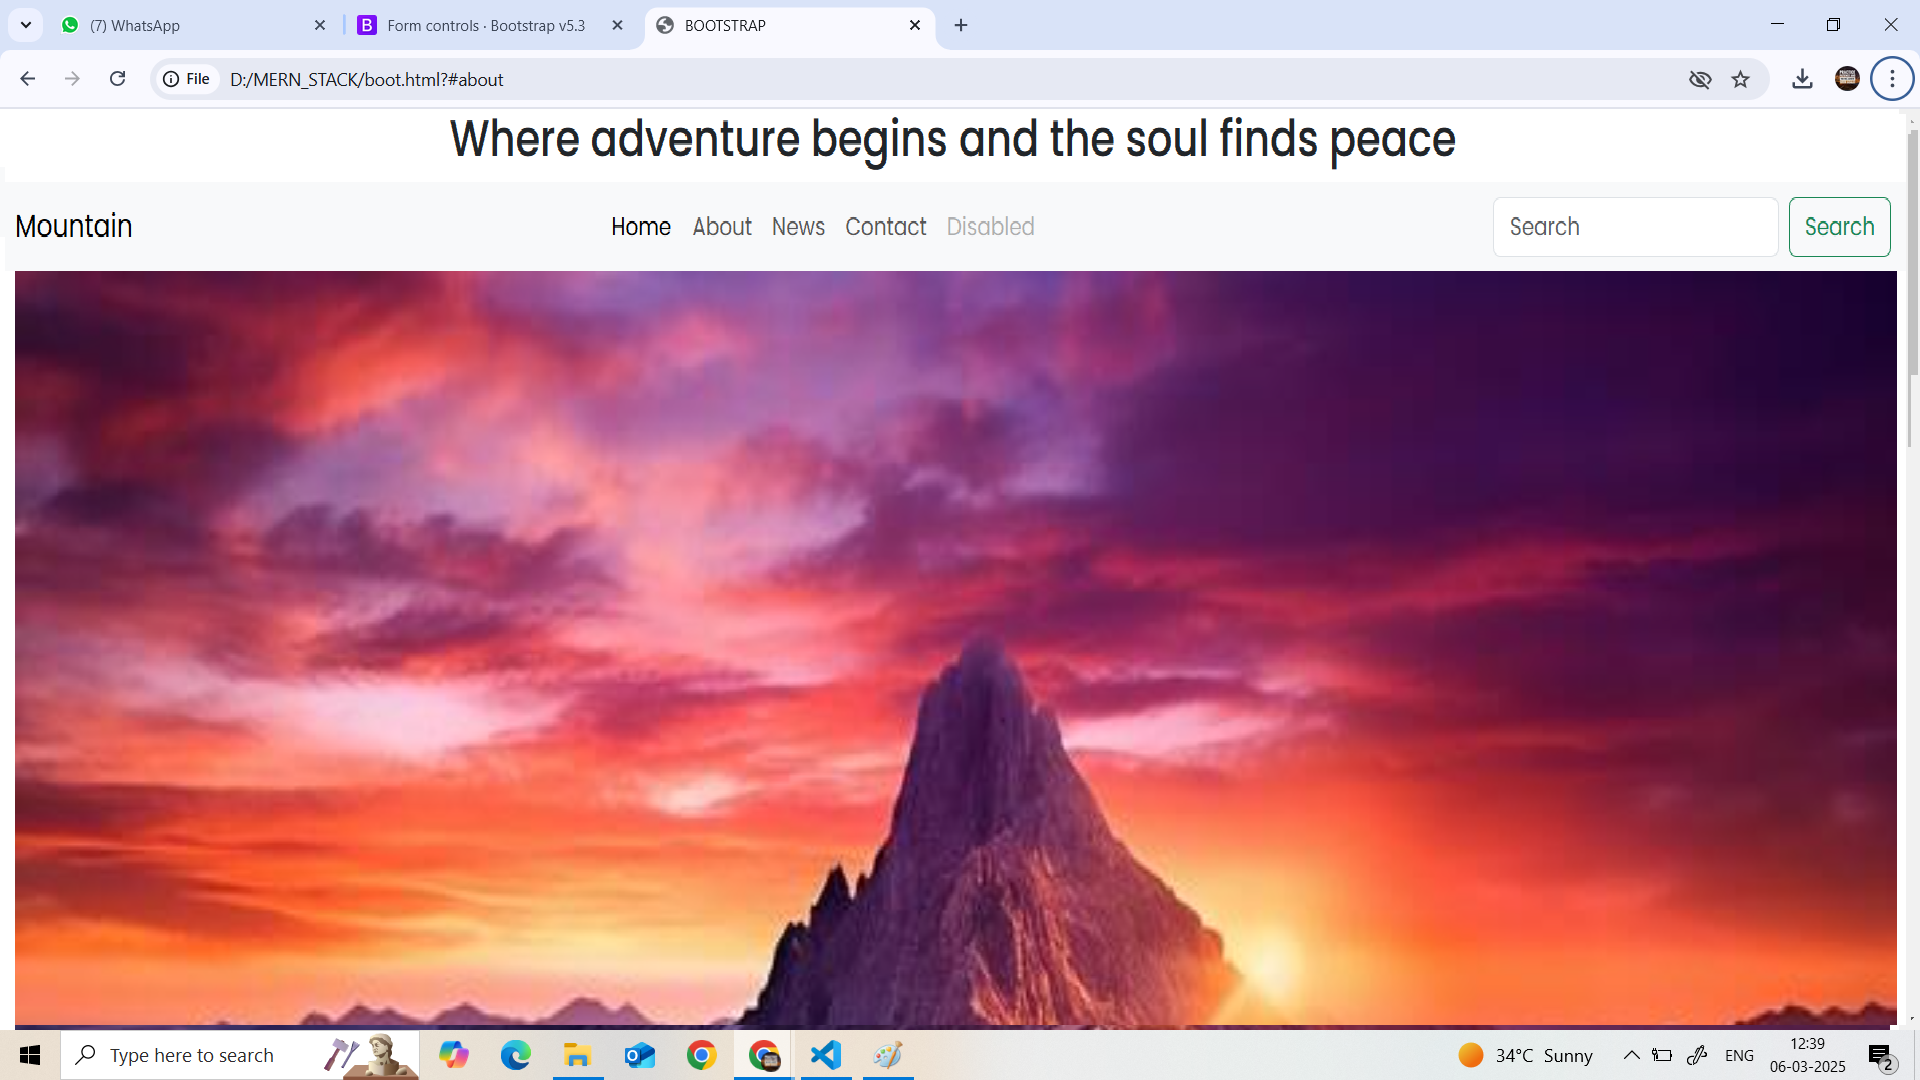 (7) WhatsApp
Form controls · Bootstrap v5.3
BOOTSTRAP
File
D:/MERN_STACK/boot.html?#about
Where adventure begins and the soul finds peace
Mountain
Home About News Contact Disabled
Search
Search
Type here to search
34°C Sunny
ENG
12:39
06-03-2025
2